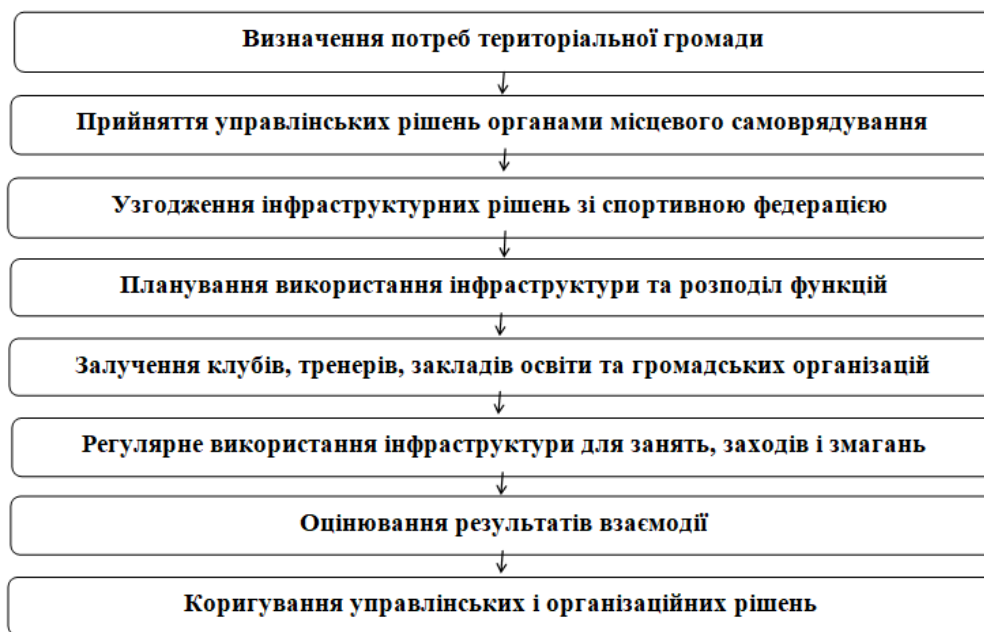 Визначення потреб територіальної громади
Прийняття управлінських рішень органами місцевого самоврядування
Узгодження інфраструктурних рішень зі спортивною федерацією
Планування використання інфраструктури та розподіл функцій
Залучення клубів, тренерів, закладів освіти та громадських організацій
Регулярне використання інфраструктури для занять, заходів і змагань
Оцінювання результатів взаємодії
Коригування управлінських і організаційних рішень